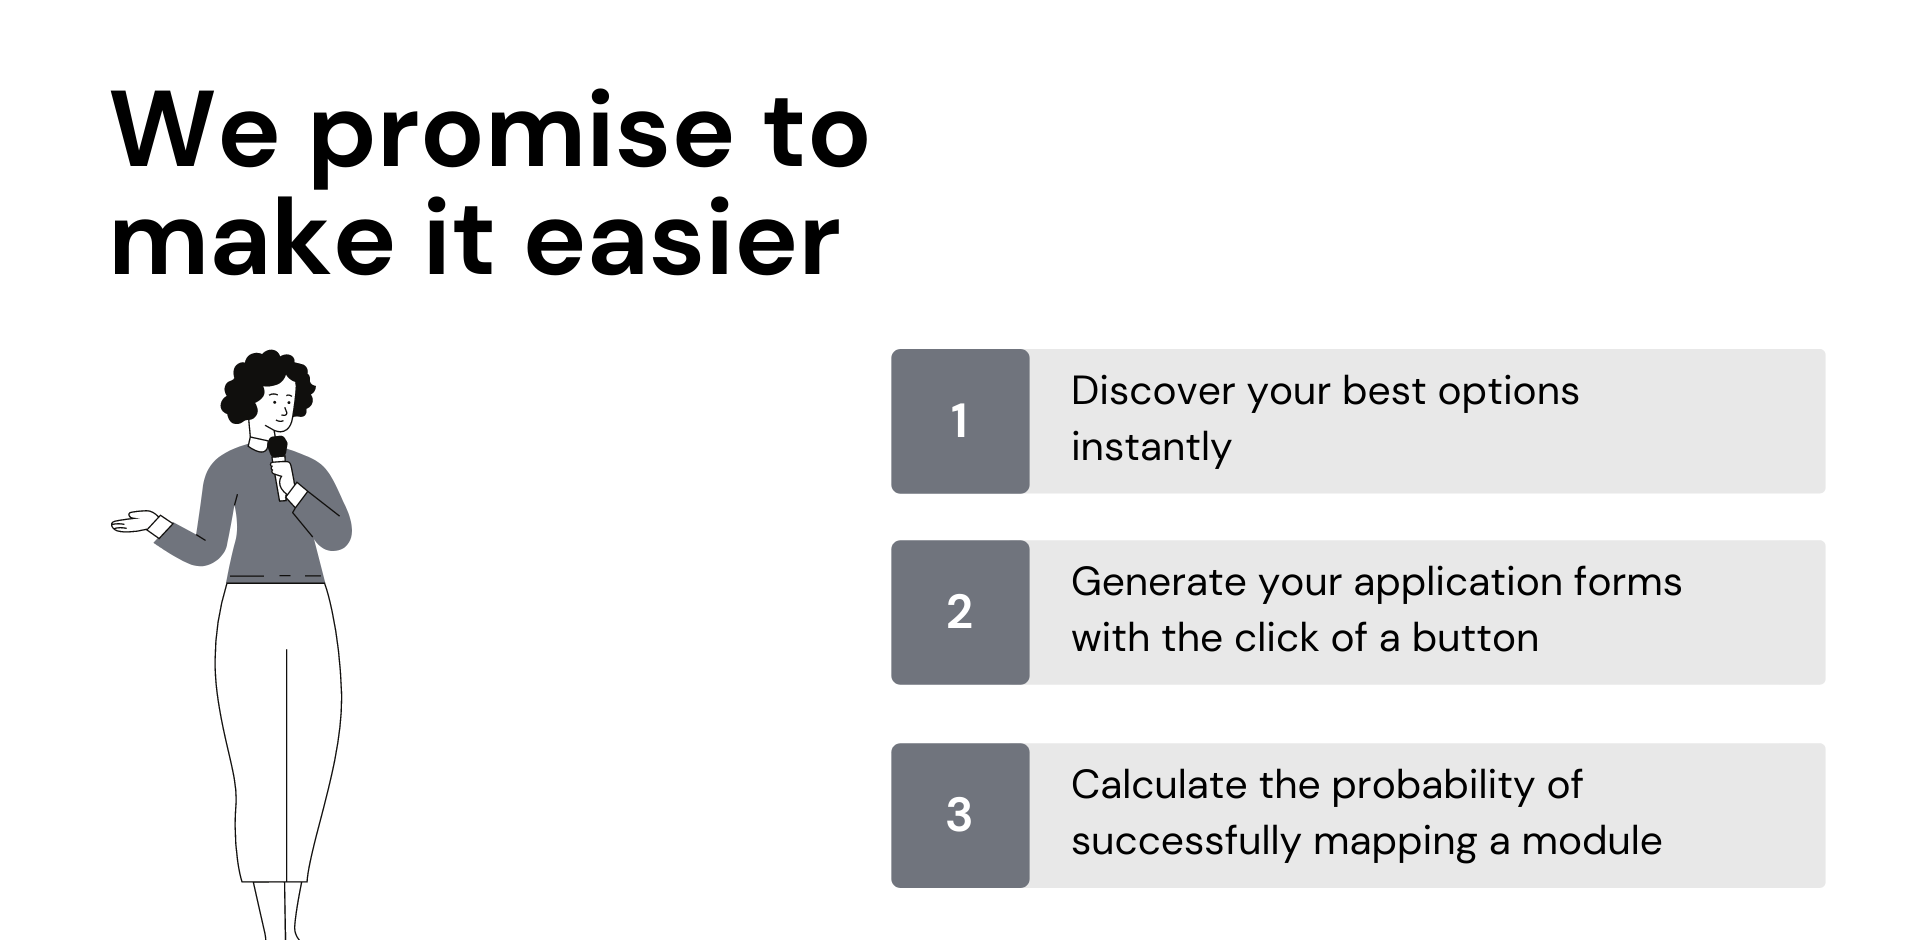 We promise to
make it easier
1
Discover your best options
instantly
2
Generate your application forms
with the click of a button
3
Calculate the probability of
successfully mapping a module